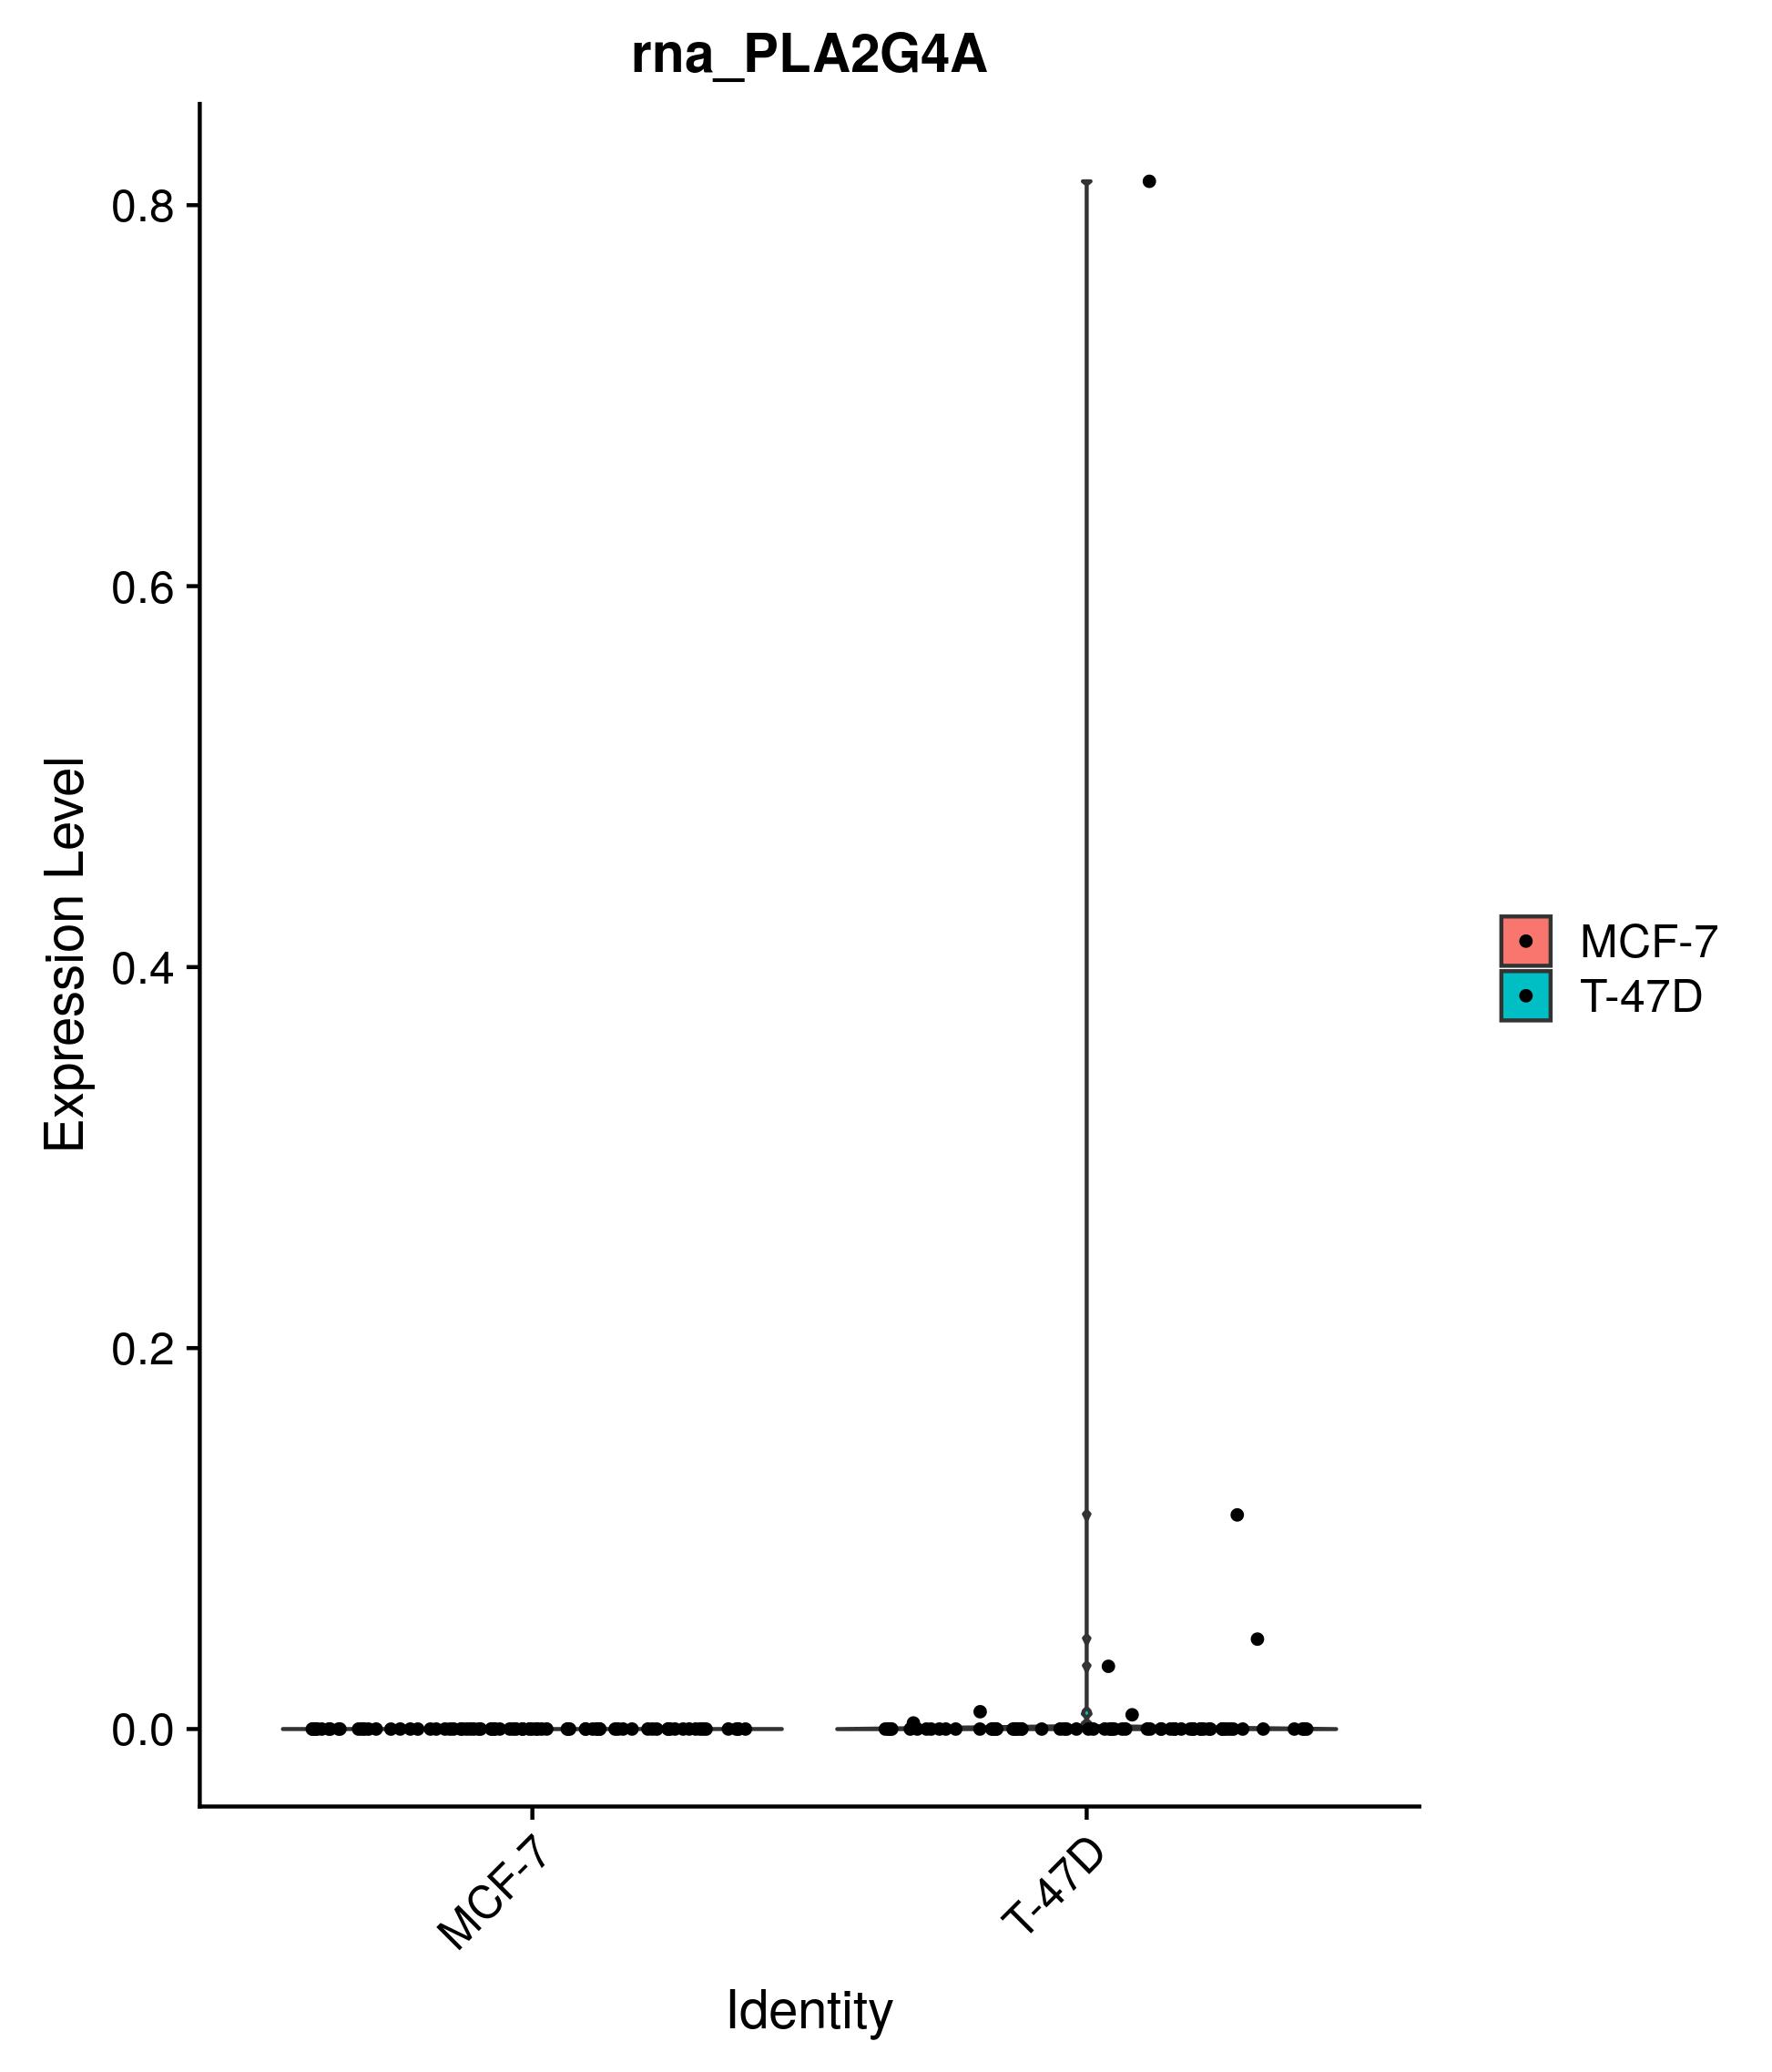 rna_PLA2G4A
Expression Level
0.8
0.6
0.4
0.2
0.0
MCF-7
T-47D
Identity
MCF-7
T-47D